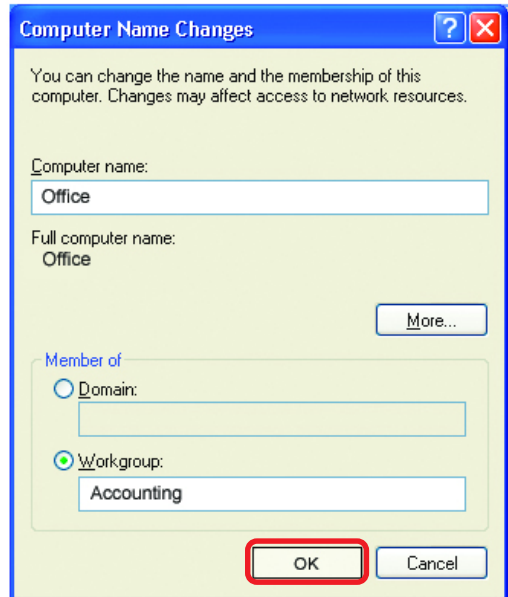 Computer Name Changes
You can change the name and the membership of this
computer. Changes may affect access to network resources.
Computer name:
Office
Full computer name:
Office
More...
Member of
Domain:
Workgroup:
Accounting
OK Cancel